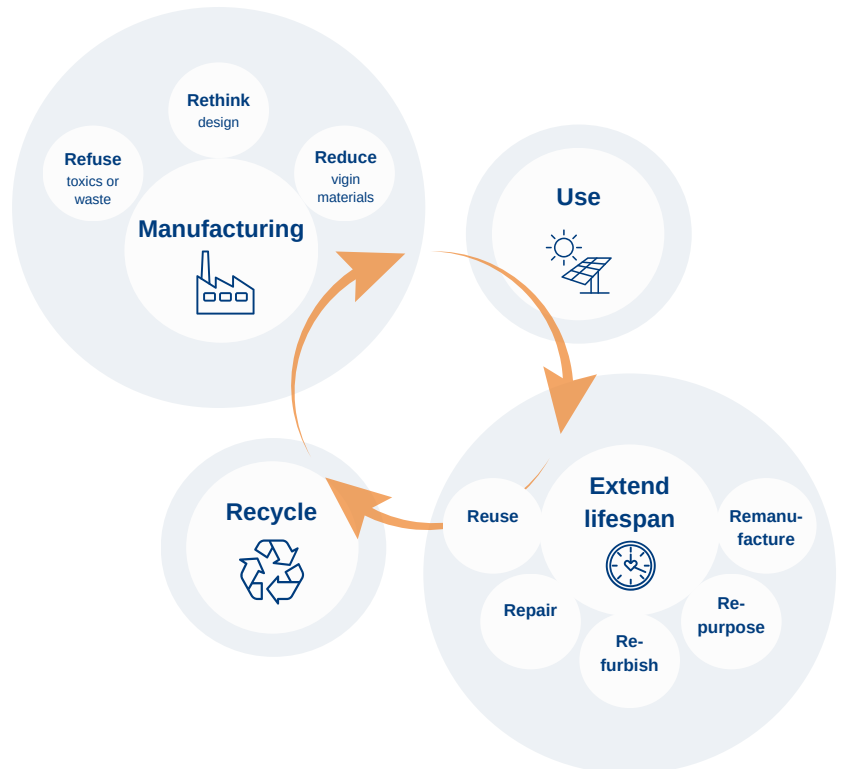 Rethink
design
Refuse
toxics or
waste
Reduce
vigin
materials
Manufacturing
Use
Extend
lifespan
Reuse
Repair
Re-
furbish
Re-
purpose
Remanu-
facture
Recycle